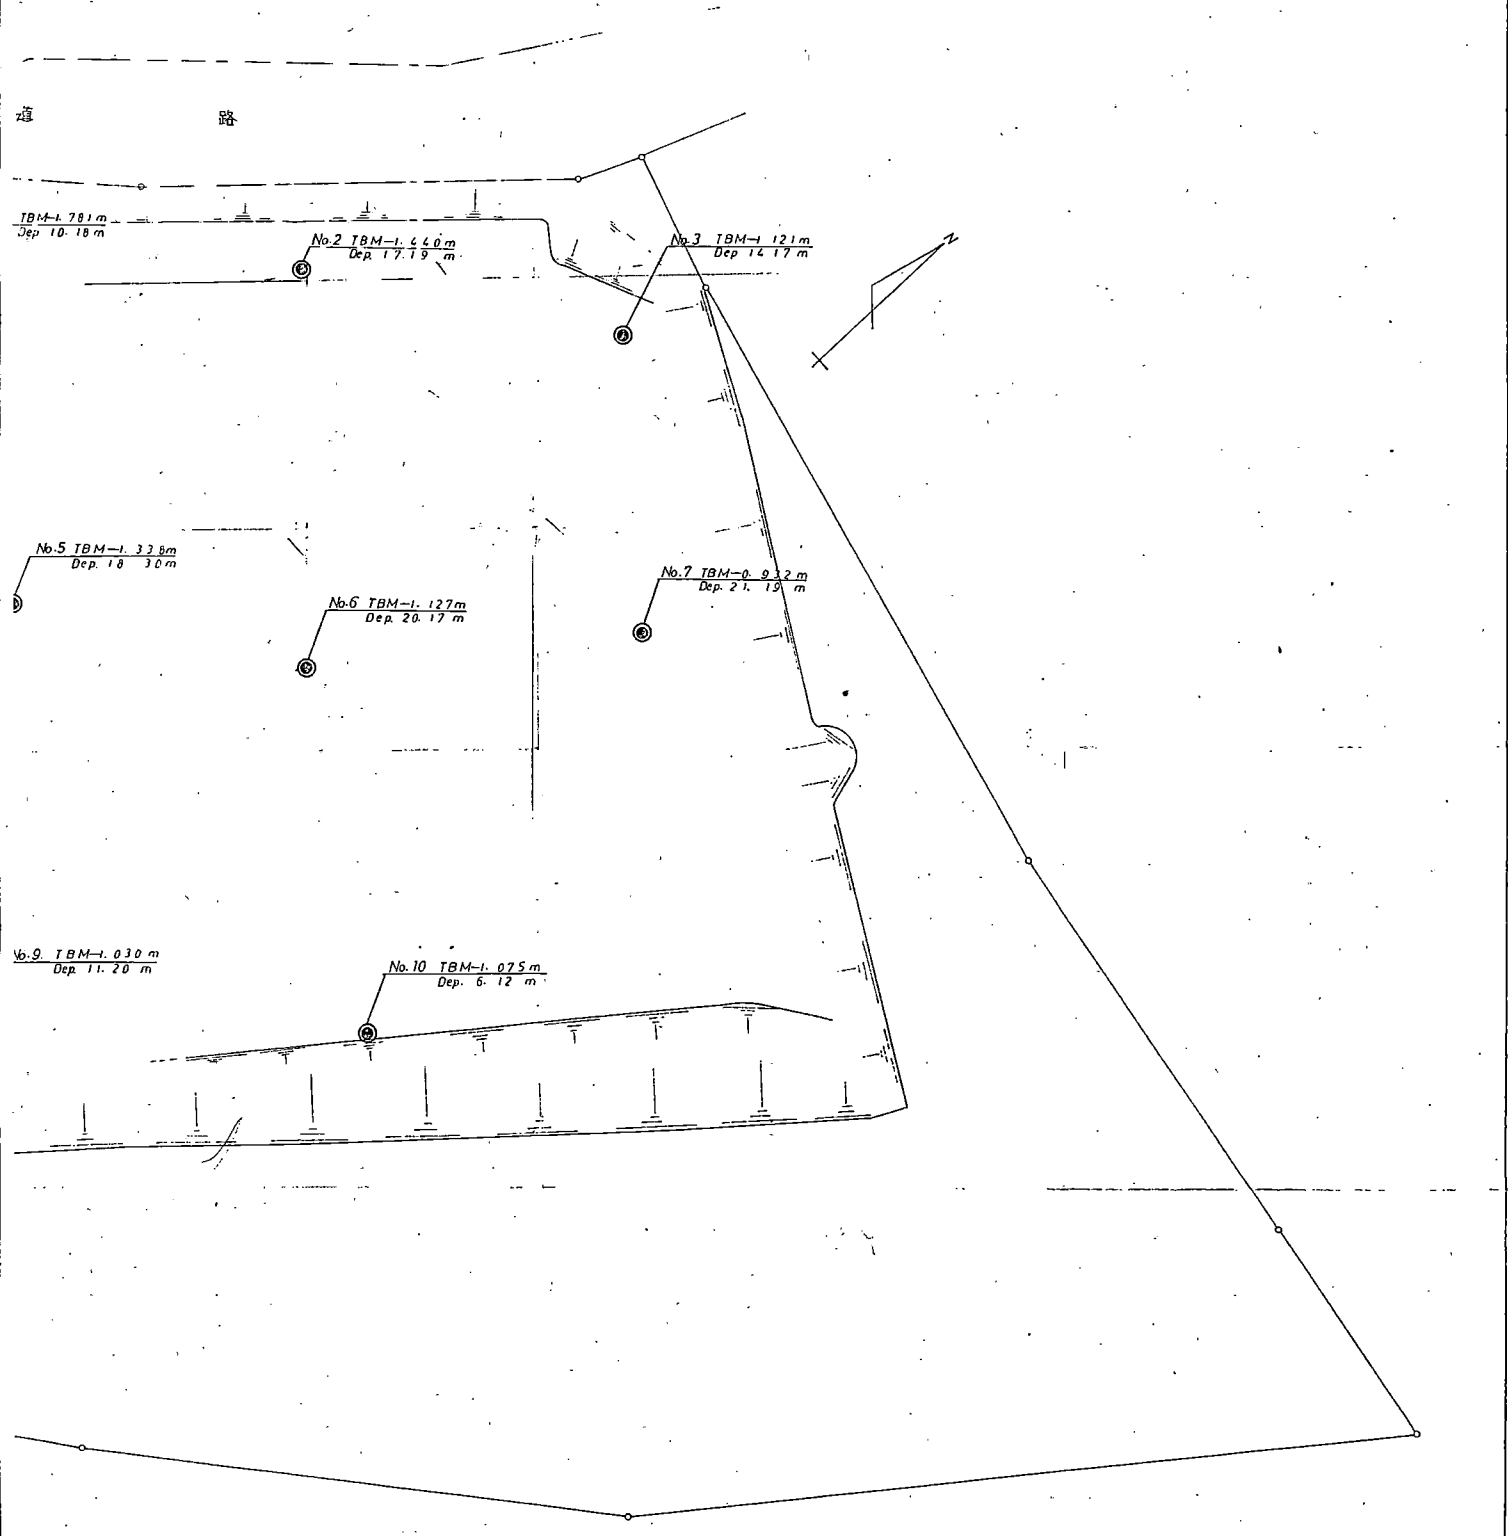 道 路
TBM-1. 781m
Dep 10. 18m
No.2 TBM-1. 440m
Dep. 17. 19 m
No.3 TBM-1 121m
Dep 14 17m
N
No.5 TBM-1. 338m
Dep. 18 30m
No.6 TBM-1. 127m
Dep. 20. 17 m
No.7 TBM-0. 932m
Dep. 21. 19 m
No.9. TBM-1. 030 m
Dep. 11. 20 m
No.10 TBM-1. 075m
Dep. 6. 12 m